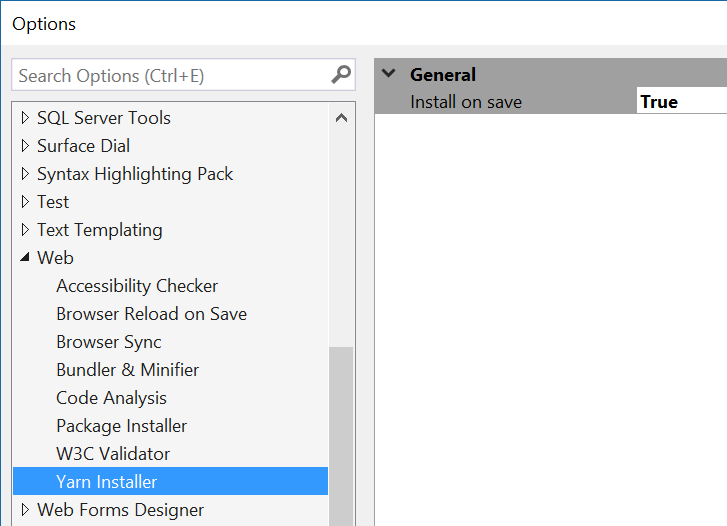 Options
Search Options (Ctrl+E)
SQL Server Tools
Surface Dial
Syntax Highlighting Pack
Test
Text Templating
Web
Accessibility Checker
Browser Reload on Save
Browser Sync
Bundler & Minifier
Code Analysis
Package Installer
W3C Validator
Yarn Installer
Web Forms Designer
General
Install on save True